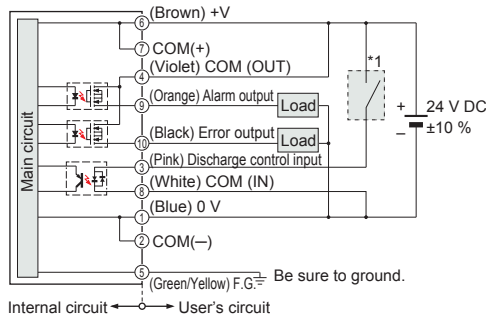 (Brown) +V
6
7 COM(+)
(Violet) COM (OUT)
4
*1
(Orange) Alarm output
9
Load
+
24 V DC
±10 %
–
(Black) Error output
10
Load
Main circuit
(Pink) Discharge control input
3
(White) COM (IN)
8
(Blue) 0 V
1
2 COM(—)
5
(Green/Yellow) F.G.
Be sure to ground.
Internal circuit
User's circuit